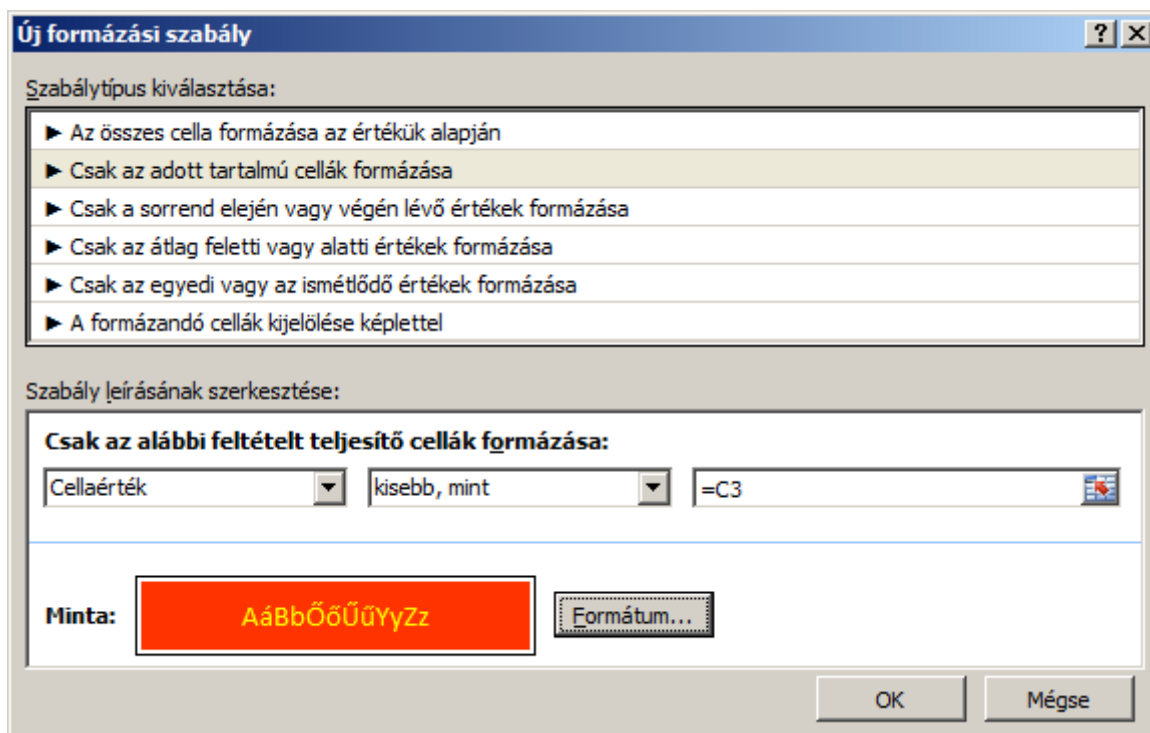 Új formázási szabály
Szabálytípus kiválasztása:
► Az összes cella formázása az értékük alapján
► Csak az adott tartalmú cellák formázása
► Csak a sorrend elején vagy végén lévő értékek formázása
► Csak az átlag feletti vagy alatti értékek formázása
► Csak az egyedi vagy az ismétlődő értékek formázása
► A formázandó cellák kijelölése képlettel
Szabály leírásának szerkesztése:
Csak az alábbi feltételt teljesítő cellák formázása:
Cellaérték kisebb, mint =C3
Minta: AáBbŐőŰűYyZz Formátum...
OK Mégse